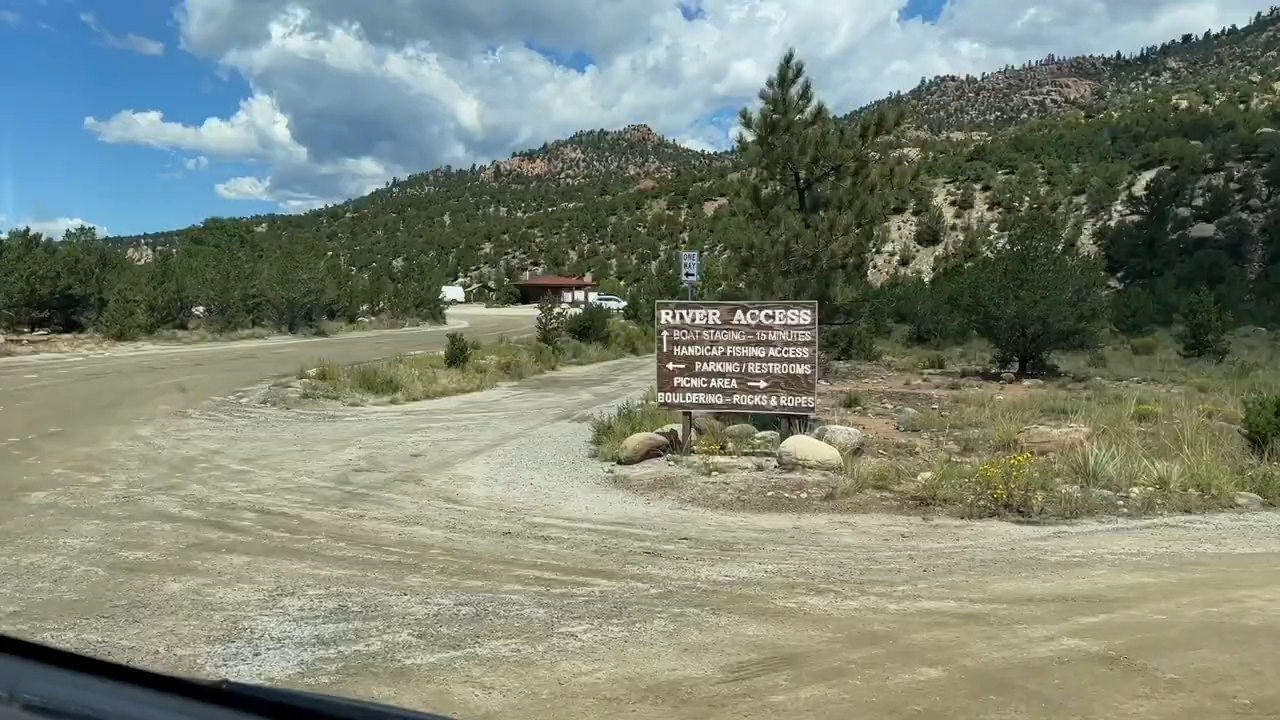 ONE
WAY
RIVER ACCESS
↑ BOAT STAGING – 15 MINUTES
HANDICAP FISHING ACCESS
← PARKING / RESTROOMS
PICNIC AREA →
BOULDERING – ROCKS & ROPES